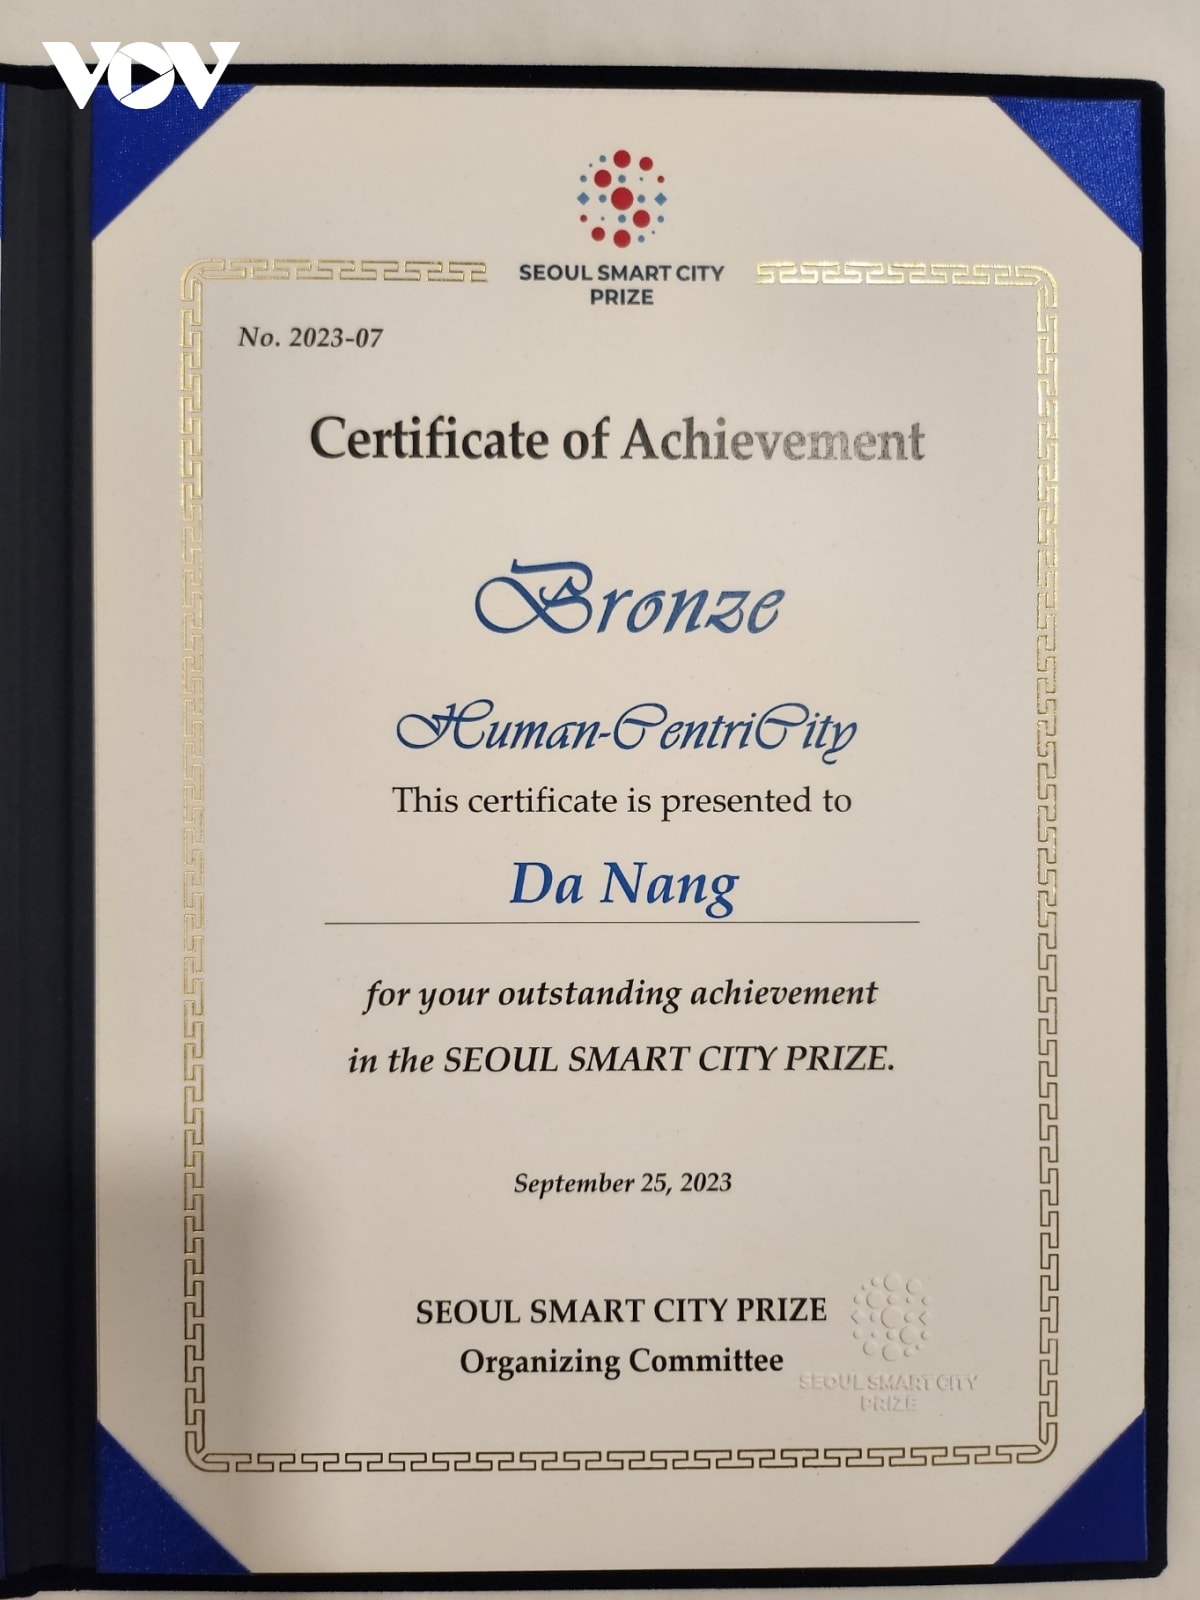 VOV
SEOUL SMART CITY
PRIZE
No. 2023-07
Certificate of Achievement
Bronze
Human-CentriCity
This certificate is presented to
Da Nang
for your outstanding achievement
in the SEOUL SMART CITY PRIZE.
September 25, 2023
SEOUL SMART CITY PRIZE
Organizing Committee
SEOUL SMART CITY
PRIZE